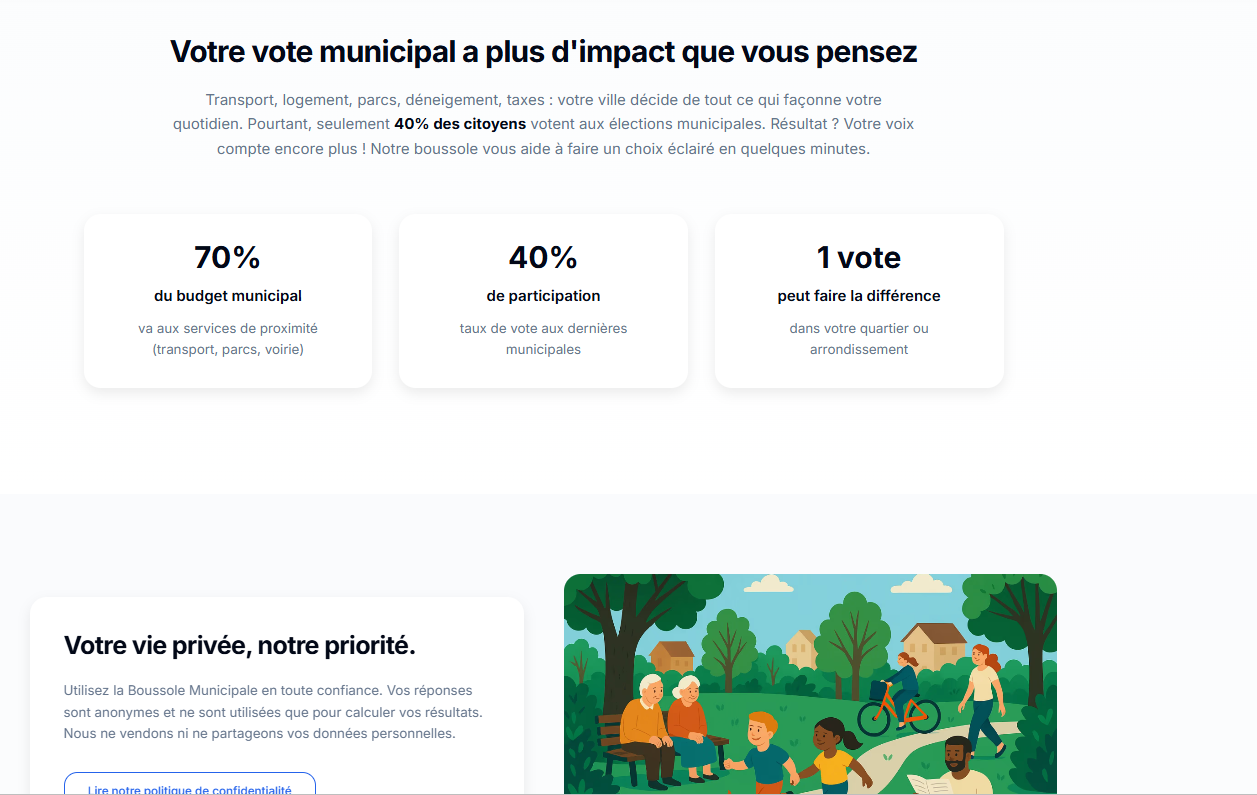 Votre vote municipal a plus d'impact que vous pensez
Transport, logement, parcs, déneigement, taxes : votre ville décide de tout ce qui façonne votre
quotidien. Pourtant, seulement 40% des citoyens votent aux élections municipales. Résultat ? Votre voix
compte encore plus ! Notre boussole vous aide à faire un choix éclairé en quelques minutes.
70%
du budget municipal
va aux services de proximité
(transport, parcs, voirie)
40%
de participation
taux de vote aux dernières
municipales
1 vote
peut faire la différence
dans votre quartier ou
arrondissement
Votre vie privée, notre priorité.
Utilisez la Boussole Municipale en toute confiance. Vos réponses
sont anonymes et ne sont utilisées que pour calculer vos résultats.
Nous ne vendons ni ne partageons vos données personnelles.
Lire notre politique de confidentialité